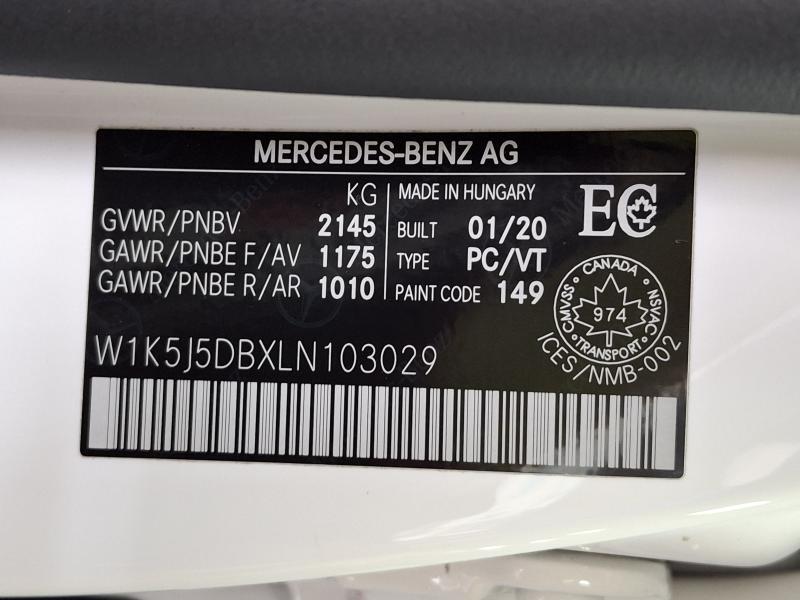 MERCEDES-BENZ AG
KG
GVWR/PNBV 2145
GAWR/PNBE F/AV 1175
GAWR/PNBE R/AR 1010
MADE IN HUNGARY
BUILT 01/20
TYPE PC/VT
PAINT CODE 149
EC
CANADA
CMVSS 974 NSVAC
TRANSPORT
ICES/NMB-002
W1K5J5DBXLN103029